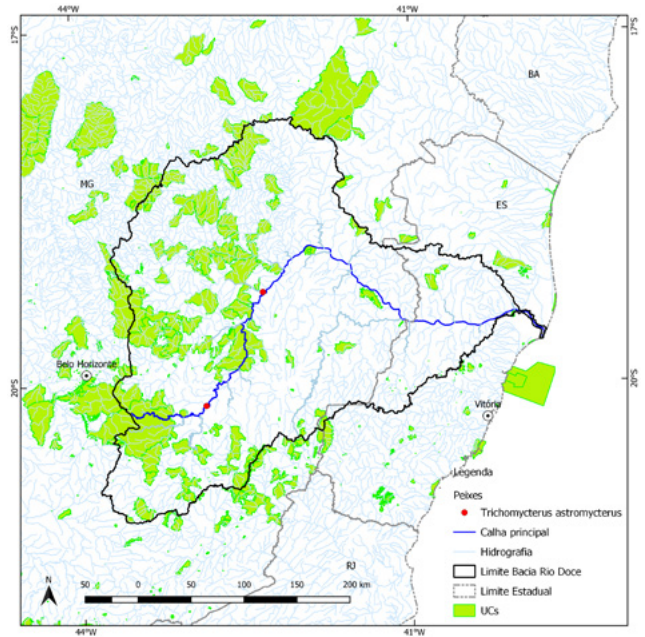 44°W
41°W
17°S
17°S
BA
MG
ES
Belo Horizonte
20°S
20°S
Vitória
Legenda
Peixes
Trichomycterus astromycterus
Calha principal
Hidrografia
Limite Bacia Rio Doce
Limite Estadual
UCs
RJ
N
50 0 50 100 150 200 km
44°W
41°W